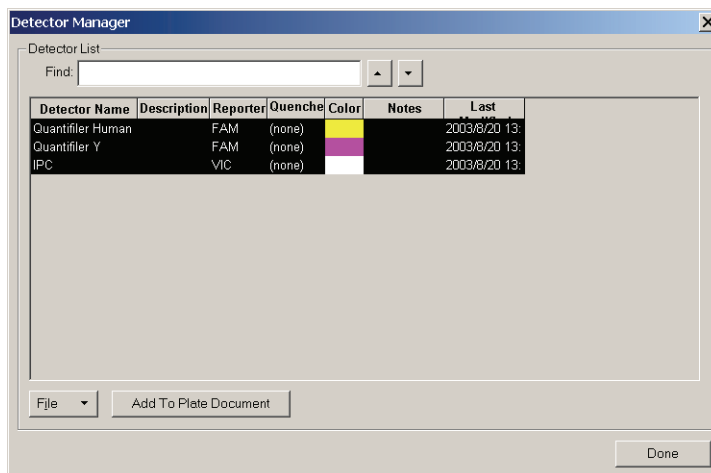 Detector Manager
Detector List
Find:
Detector Name Description Reporter Quenche Color Notes Last
Quantifiler Human FAM (none) 2003/8/20 13:
Quantifiler Y FAM (none) 2003/8/20 13:
IPC VIC (none) 2003/8/20 13:
File Add To Plate Document
Done